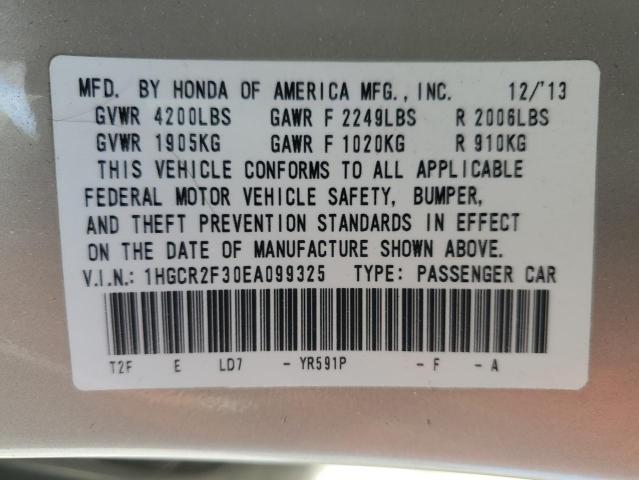 MFD. BY HONDA OF AMERICA MFG., INC. 12/'13
GVWR 4200LBS GAWR F 2249LBS R 2006LBS
GVWR 1905KG GAWR F 1020KG R 910KG
THIS VEHICLE CONFORMS TO ALL APPLICABLE
FEDERAL MOTOR VEHICLE SAFETY, BUMPER,
AND THEFT PREVENTION STANDARDS IN EFFECT
ON THE DATE OF MANUFACTURE SHOWN ABOVE.
V.I.N.: 1HGCR2F30EA099325 TYPE: PASSENGER CAR
T2F E LD7 - YR591P - F - A